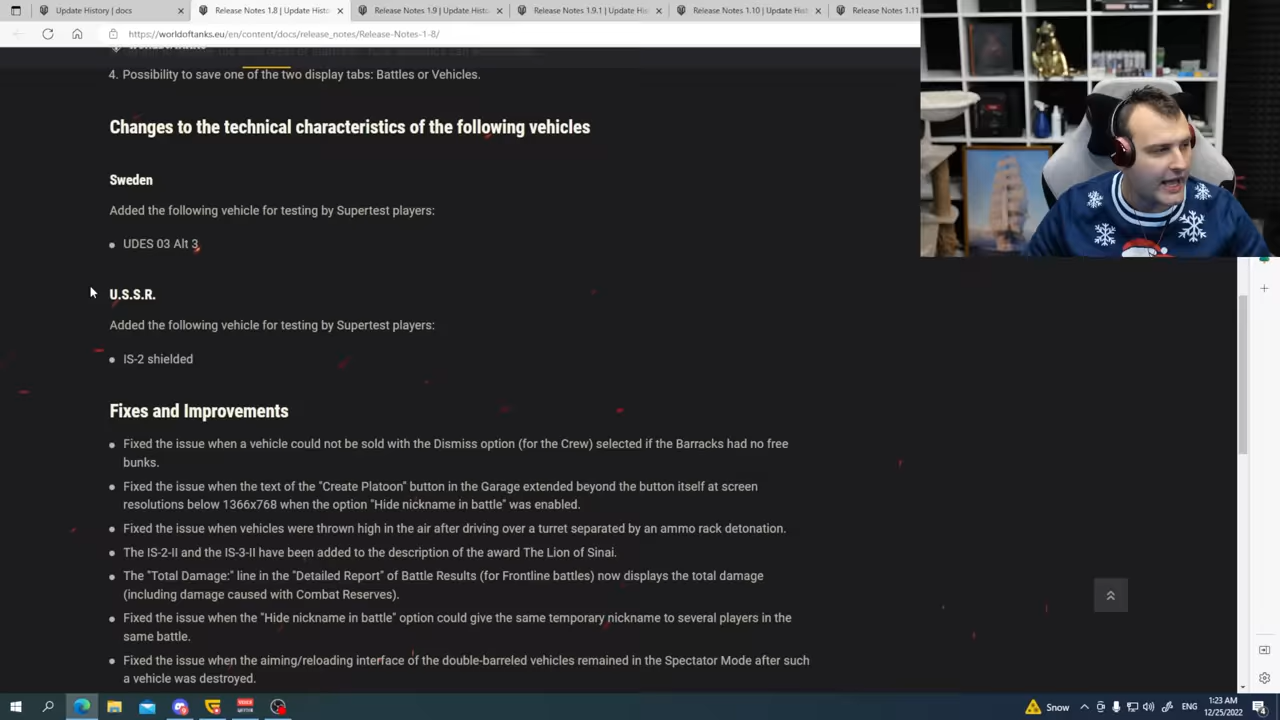 Update History | docs
Release Notes 1.8 | Update Hist
Release Notes 1.9 | Update Hist
Release Notes 1.9.1 | Update His
Release Notes 1.10 | Update His
Release Notes 1.11
https://worldoftanks.eu/en/content/docs/release_notes/Release-Notes-1-8/
4. Possibility to save one of the two display tabs: Battles or Vehicles.
Changes to the technical characteristics of the following vehicles
Sweden
Added the following vehicle for testing by Supertest players:
UDES 03 Alt 3
U.S.S.R.
Added the following vehicle for testing by Supertest players:
IS-2 shielded
Fixes and Improvements
Fixed the issue when a vehicle could not be sold with the Dismiss option (for the Crew) selected if the Barracks had no free
bunks.
Fixed the issue when the text of the "Create Platoon" button in the Garage extended beyond the button itself at screen
resolutions below 1366x768 when the option "Hide nickname in battle" was enabled.
Fixed the issue when vehicles were thrown high in the air after driving over a turret separated by an ammo rack detonation.
The IS-2-II and the IS-3-II have been added to the description of the award The Lion of Sinai.
The "Total Damage:" line in the "Detailed Report" of Battle Results (for Frontline battles) now displays the total damage
(including damage caused with Combat Reserves).
Fixed the issue when the "Hide nickname in battle" option could give the same temporary nickname to several players in the
same battle.
Fixed the issue when the aiming/reloading interface of the double-barreled vehicles remained in the Spectator Mode after such
a vehicle was destroyed.
Snow
ENG
1:23 AM
12/25/2022